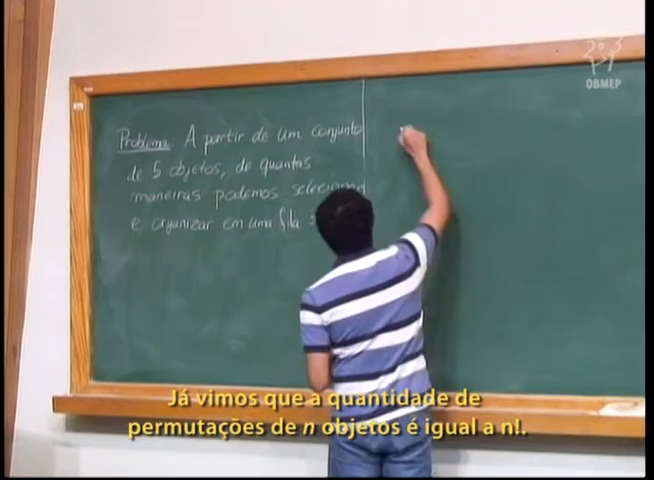 Problema. A partir de um conjunto
de 5 objetos, de quantas
maneiras podemos selecionar
e organizar em uma fila
OBMEP
Já vimos que a quantidade de
permutações de n objetos é igual a n!.